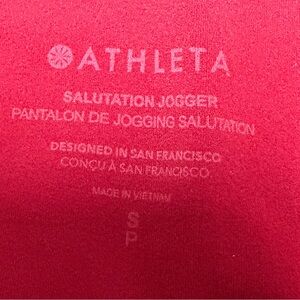 ATHLETA
SALUTATION JOGGER
PANTALON DE JOGGING SALUTATION
DESIGNED IN SAN FRANCISCO
CONÇU À SAN FRANCISCO
MADE IN VIETNAM
S
P